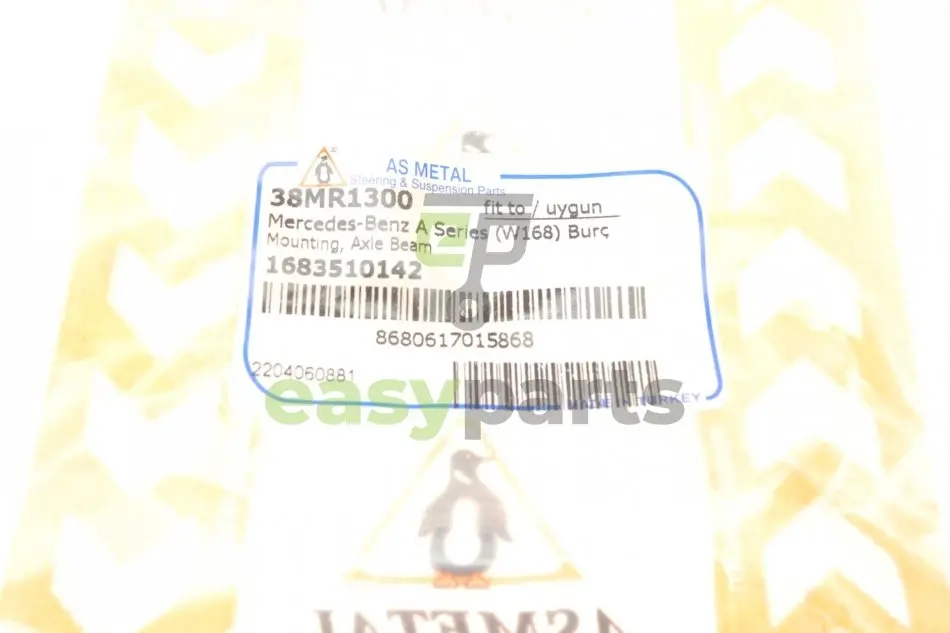 AS METAL
Steering & Suspension Parts
38MR1300 fit to / uygun
Mercedes-Benz A Series (W168) Burç
Mounting, Axle Beam
1683510142
8680617015868
2204060881
MADE IN TURKEY
easyparts
ASMETAL